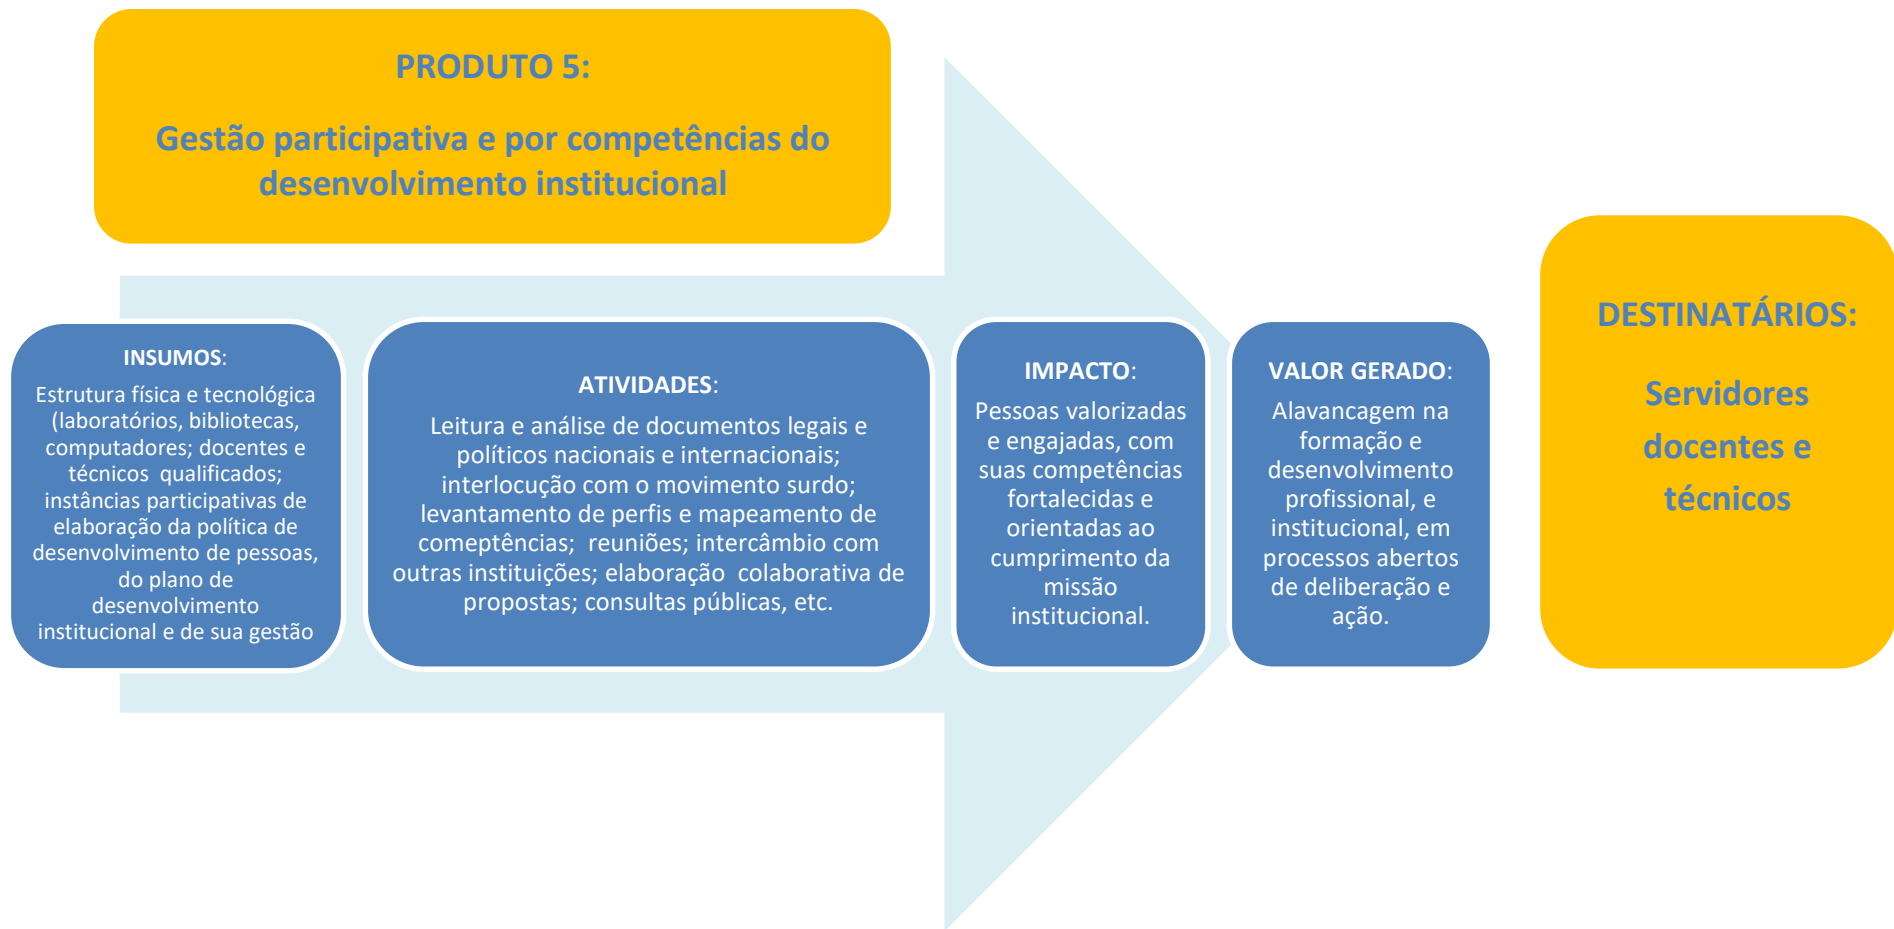 PRODUTO 5:
Gestão participativa e por competências do
desenvolvimento institucional
INSUMOS:
Estrutura física e tecnológica
(laboratórios, bibliotecas,
computadores; docentes e
técnicos qualificados;
instâncias participativas de
elaboração da política de
desenvolvimento de pessoas,
do plano de
desenvolvimento
institucional e de sua gestão
ATIVIDADES:
Leitura e análise de documentos legais e
políticos nacionais e internacionais;
interlocução com o movimento surdo;
levantamento de perfis e mapeamento de
comeptências; reuniões; intercâmbio com
outras instituições; elaboração colaborativa de
propostas; consultas públicas, etc.
IMPACTO:
Pessoas valorizadas
e engajadas, com
suas competências
fortalecidas e
orientadas ao
cumprimento da
missão
institucional.
VALOR GERADO:
Alavancagem na
formação e
desenvolvimento
profissional, e
institucional, em
processos abertos
de deliberação e
ação.
DESTINATÁRIOS:
Servidores
docentes e
técnicos